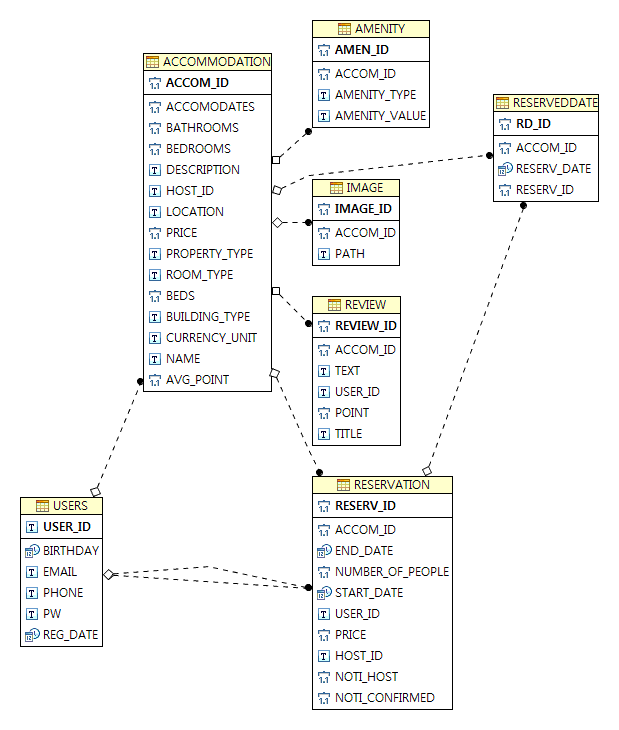 AMENITY
AMEN_ID
ACCOM_ID
AMENITY_TYPE
AMENITY_VALUE
ACCOMMODATION
ACCOM_ID
ACCOMODATES
BATHROOMS
BEDROOMS
DESCRIPTION
HOST_ID
LOCATION
PRICE
PROPERTY_TYPE
ROOM_TYPE
BEDS
BUILDING_TYPE
CURRENCY_UNIT
NAME
AVG_POINT
RESERVEDDATE
RD_ID
ACCOM_ID
RESERV_DATE
RESERV_ID
IMAGE
IMAGE_ID
ACCOM_ID
PATH
REVIEW
REVIEW_ID
ACCOM_ID
TEXT
USER_ID
POINT
TITLE
USERS
USER_ID
BIRTHDAY
EMAIL
PHONE
PW
REG_DATE
RESERVATION
RESERV_ID
ACCOM_ID
END_DATE
NUMBER_OF_PEOPLE
START_DATE
USER_ID
PRICE
HOST_ID
NOTI_HOST
NOTI_CONFIRMED